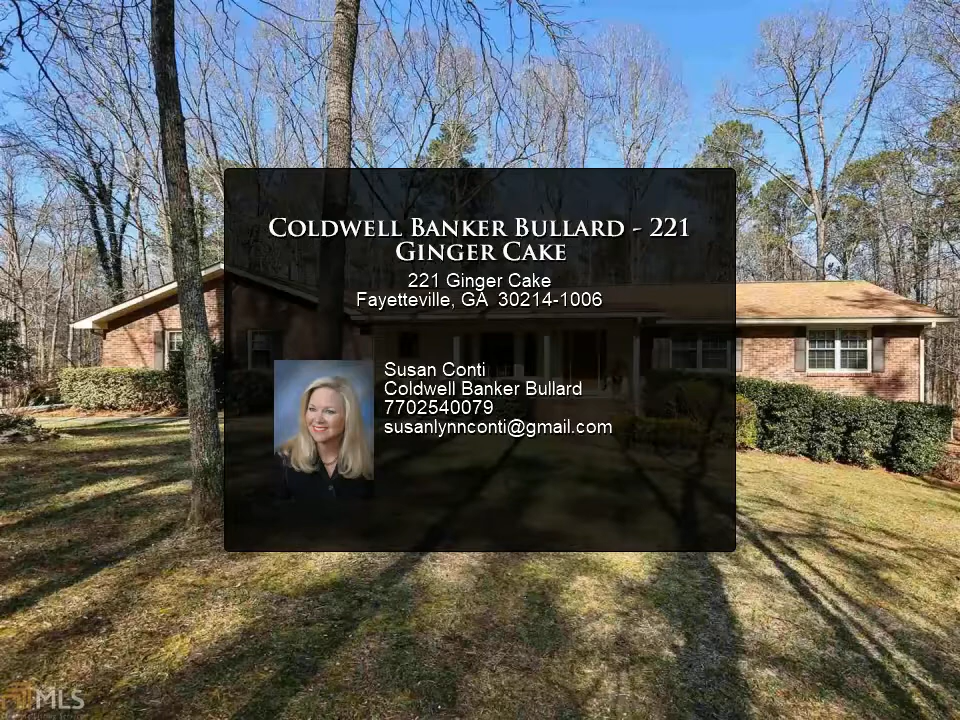 Coldwell Banker Bullard - 221
Ginger Cake
221 Ginger Cake
Fayetteville, GA  30214-1006
Susan Conti
Coldwell Banker Bullard
7702540079
susanlynnconti@gmail.com
MLS